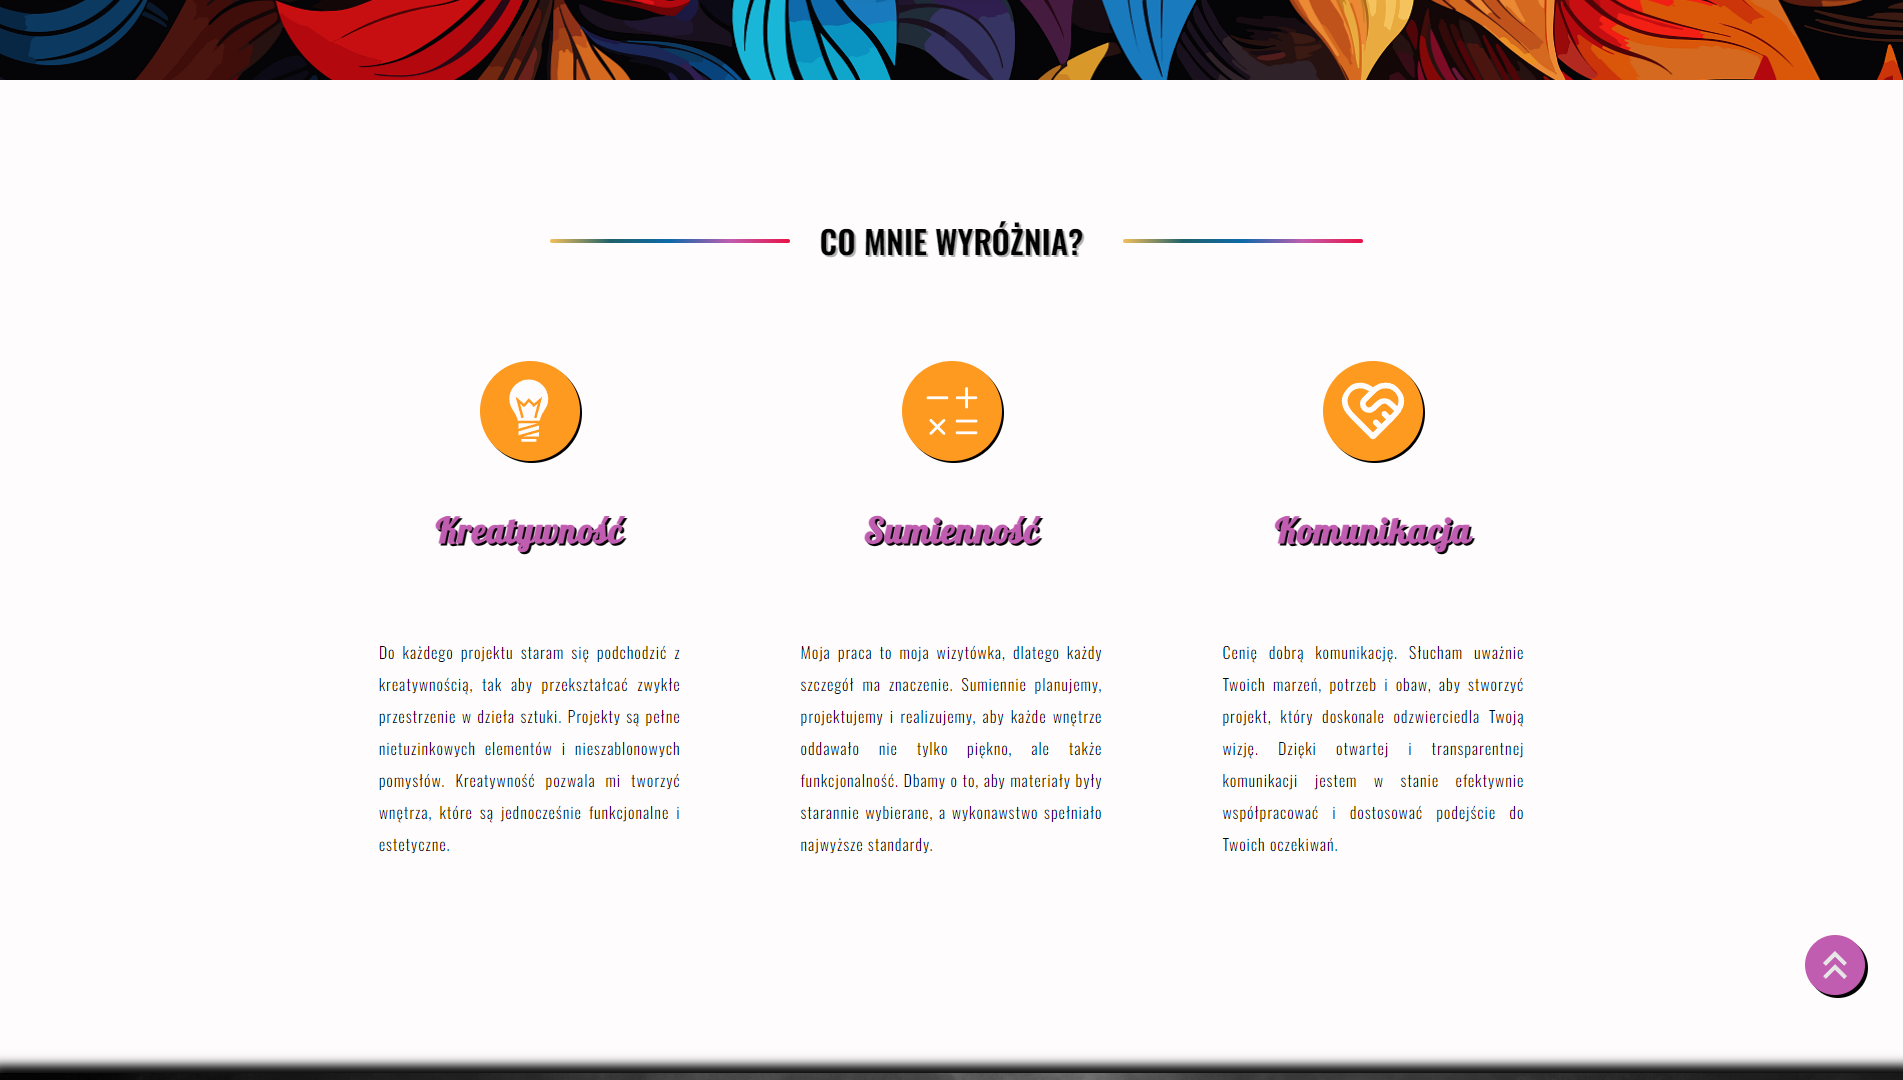 CO MNIE WYRÓŻNIA?
Kreatywność
Do każdego projektu staram się podchodzić z
kreatywnością, tak aby przekształcać zwykłe
przestrzenie w dzieła sztuki. Projekty są pełne
nietuzinkowych elementów i nieszablonowych
pomysłów. Kreatywność pozwala mi tworzyć
wnętrza, które są jednocześnie funkcjonalne i
estetyczne.
Sumienność
Moja praca to moja wizytówka, dlatego każdy
szczegół ma znaczenie. Sumiennie planujemy,
projektujemy i realizujemy, aby każde wnętrze
oddawało nie tylko piękno, ale także
funkcjonalność. Dbamy o to, aby materiały były
starannie wybierane, a wykonawstwo spełniało
najwyższe standardy.
Komunikacja
Cenię dobrą komunikację. Słucham uważnie
Twoich marzeń, potrzeb i obaw, aby stworzyć
projekt, który doskonale odzwierciedla Twoją
wizję. Dzięki otwartej i transparentnej
komunikacji jestem w stanie efektywnie
współpracować i dostosować podejście do
Twoich oczekiwań.